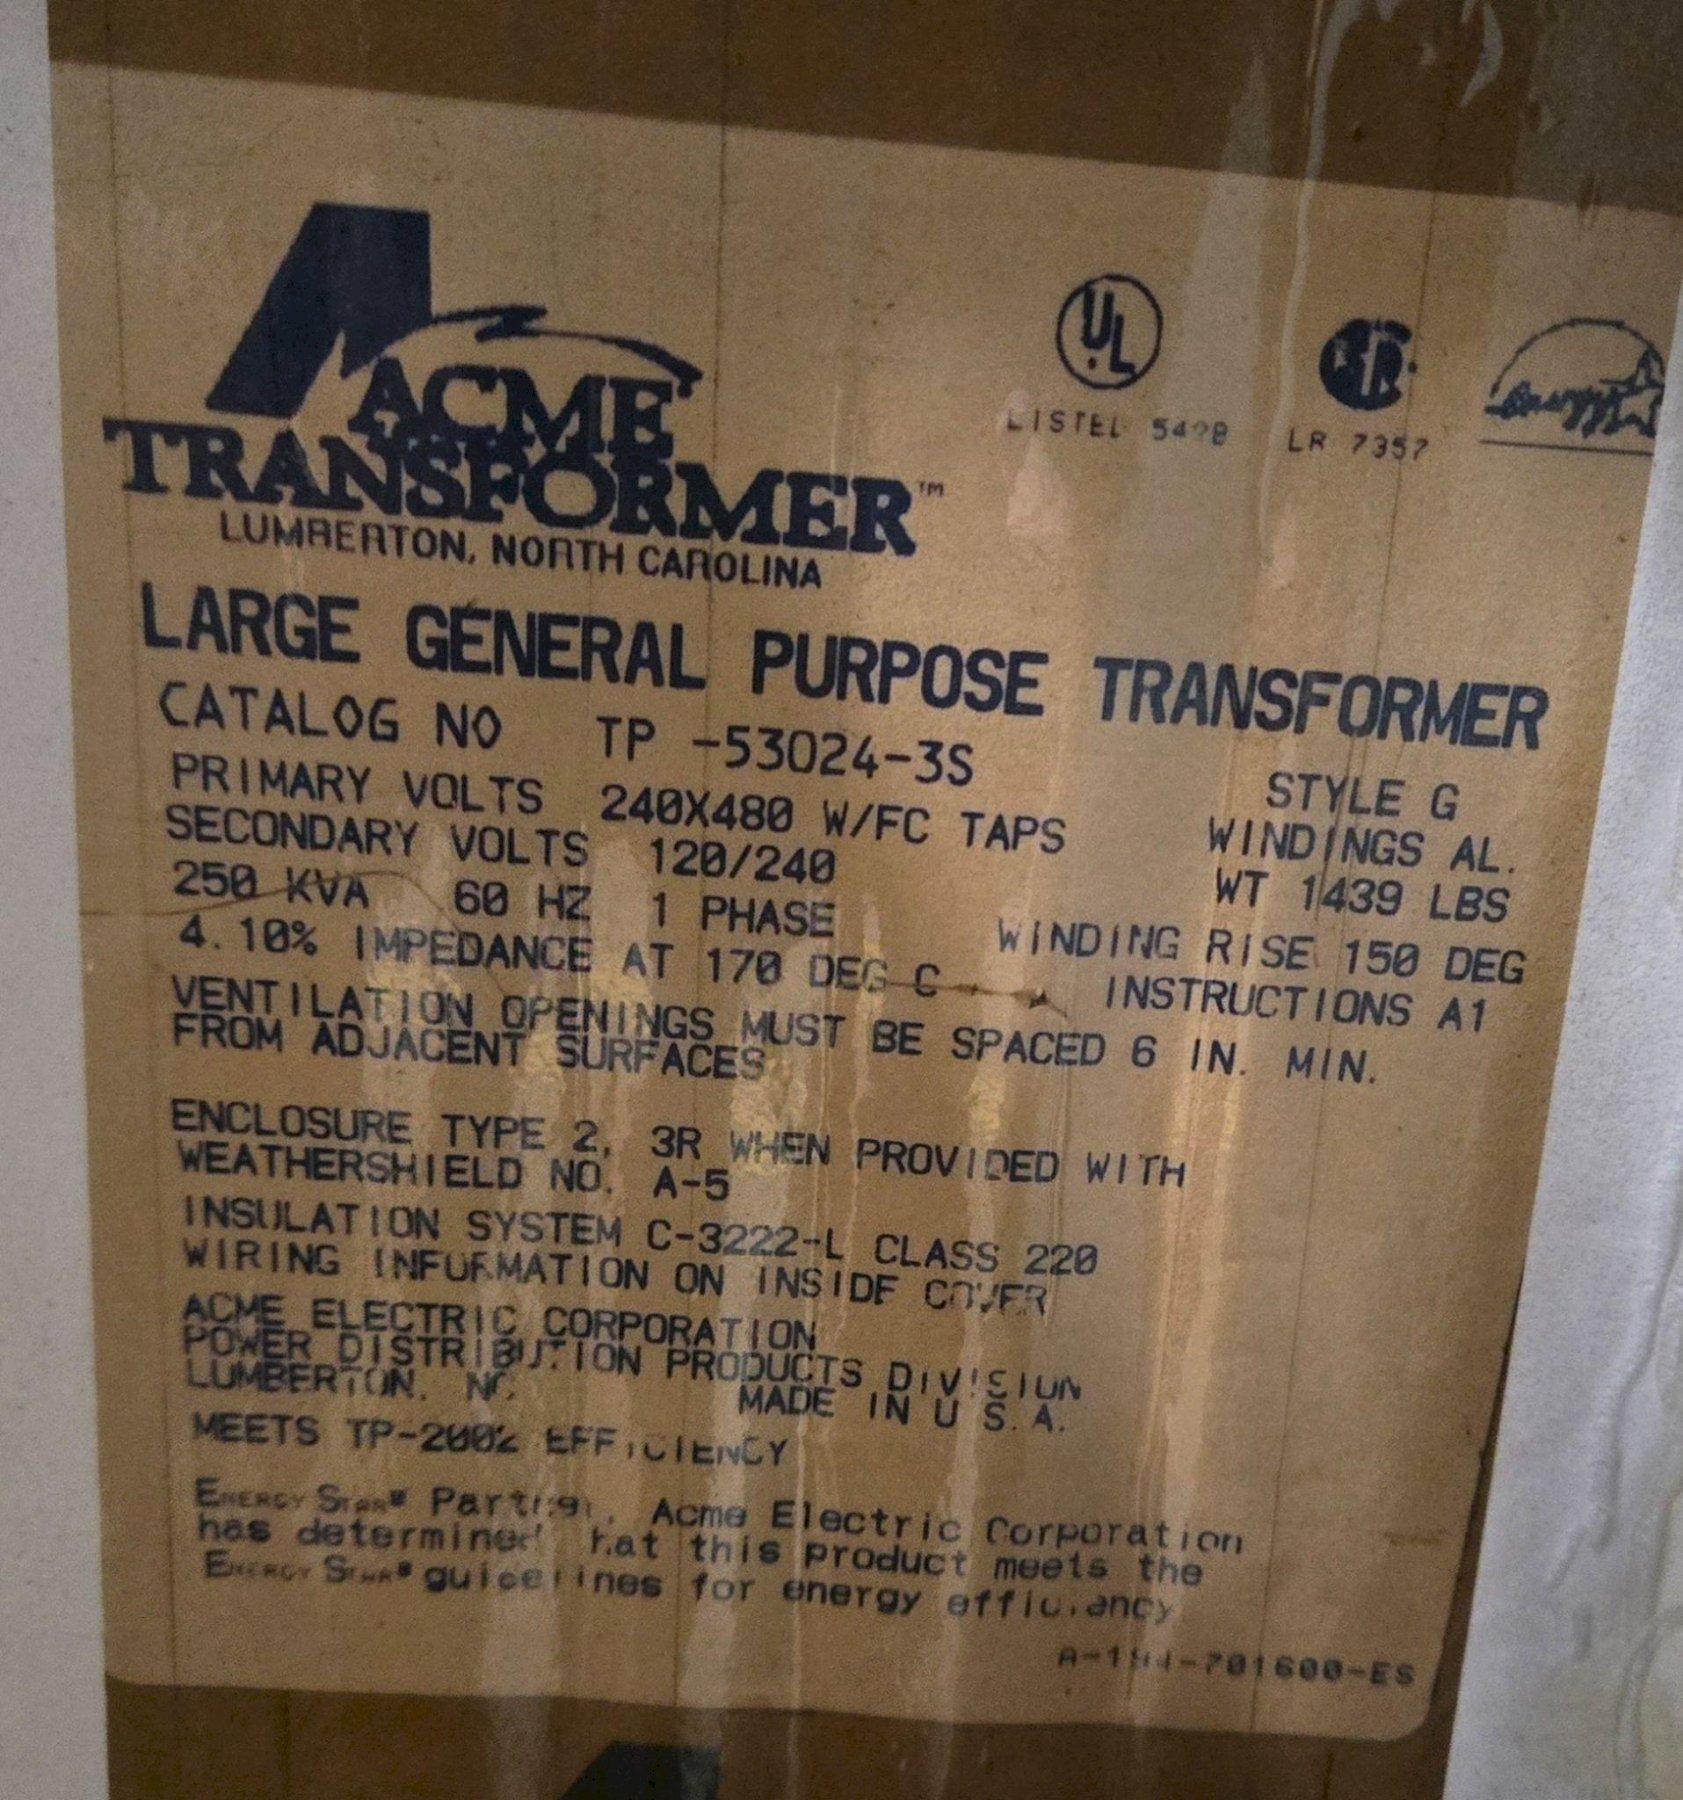 ACME
TRANSFORMER™
LUMBERTON, NORTH CAROLINA
UL
LR 7357
LARGE GENERAL PURPOSE TRANSFORMER
CATALOG NO TP -53024-3S
STYLE G
PRIMARY VOLTS 240X480 W/FC TAPS
WINDINGS AL.
SECONDARY VOLTS 120/240
WT 1439 LBS
250 KVA 60 HZ 1 PHASE
WINDING RISE 150 DEG
4.10% IMPEDANCE AT 170 DEG C
INSTRUCTIONS A1
VENTILATION OPENINGS MUST BE SPACED 6 IN. MIN.
FROM ADJACENT SURFACES
ENCLOSURE TYPE 2, 3R WHEN PROVIDED WITH
WEATHERSHIELD NO. A-5
INSULATION SYSTEM C-3222-L CLASS 220
WIRING INFORMATION ON INSIDE COVER
ACME ELECTRIC CORPORATION
POWER DISTRIBUTION PRODUCTS DIVISION
LUMBERTON, NC. MADE IN U.S.A.
MEETS TP-2002 EFFICIENCY
ENERGY STAR® Partner, Acme Electric Corporation
has determined that this product meets the
ENERGY STAR® guidelines for energy efficiency